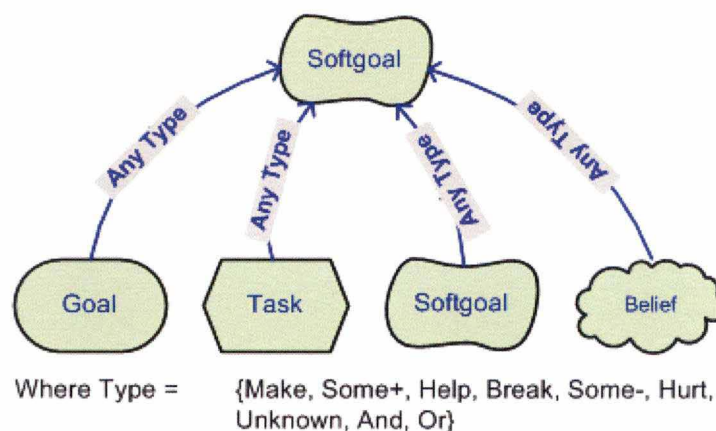 Softgoal
Any Type
Any Type
Any Type
Any Type
Goal
Task
Softgoal
Belief
Where Type = {Make, Some+, Help, Break, Some-, Hurt,
Unknown, And, Or}